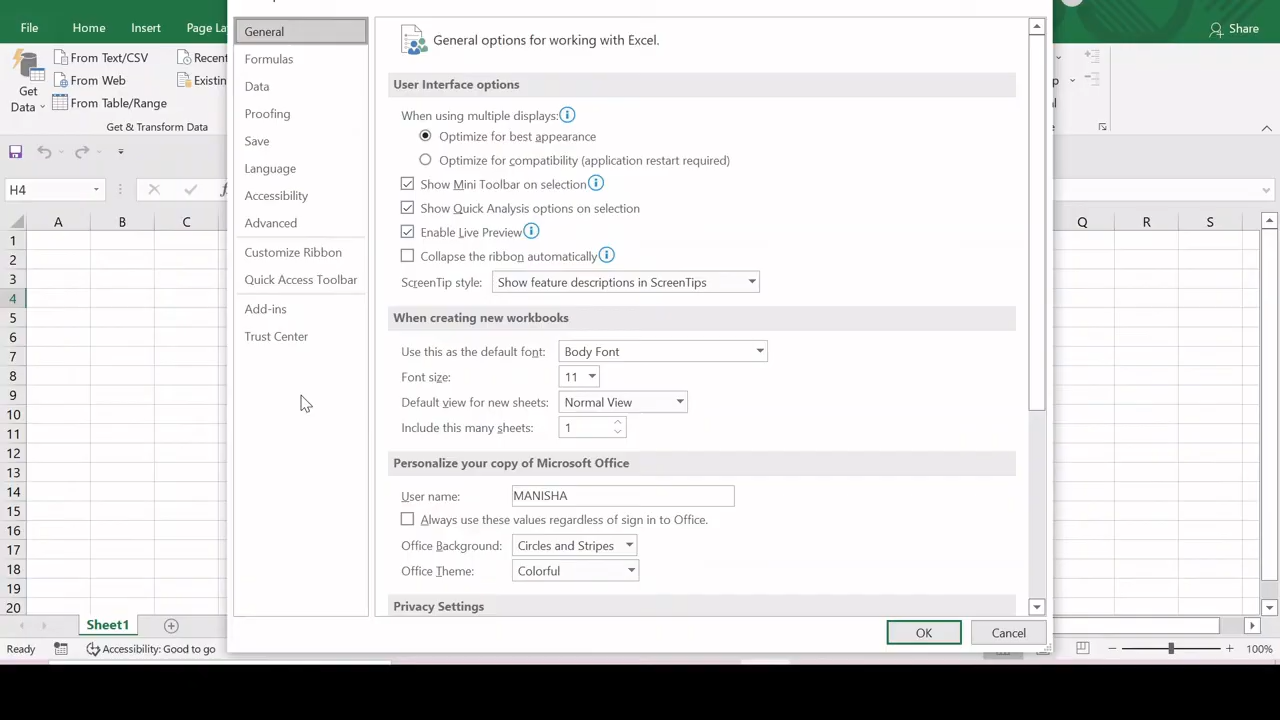 File
Home
Insert
Page La
Share
From Text/CSV
Recen
From Web
Existin
Get
Data
From Table/Range
Get & Transform Data
H4
A
B
C
Q
R
S
1
2
3
4
5
6
7
8
9
10
11
12
13
14
15
16
17
18
19
20
General
Formulas
Data
Proofing
Save
Language
Accessibility
Advanced
Customize Ribbon
Quick Access Toolbar
Add-ins
Trust Center
General options for working with Excel.
User Interface options
When using multiple displays:
Optimize for best appearance
Optimize for compatibility (application restart required)
Show Mini Toolbar on selection
Show Quick Analysis options on selection
Enable Live Preview
Collapse the ribbon automatically
ScreenTip style: Show feature descriptions in ScreenTips
When creating new workbooks
Use this as the default font: Body Font
Font size: 11
Default view for new sheets: Normal View
Include this many sheets: 1
Personalize your copy of Microsoft Office
User name: MANISHA
Always use these values regardless of sign in to Office.
Office Background: Circles and Stripes
Office Theme: Colorful
Privacy Settings
OK
Cancel
Sheet1
Ready
Accessibility: Good to go
100%